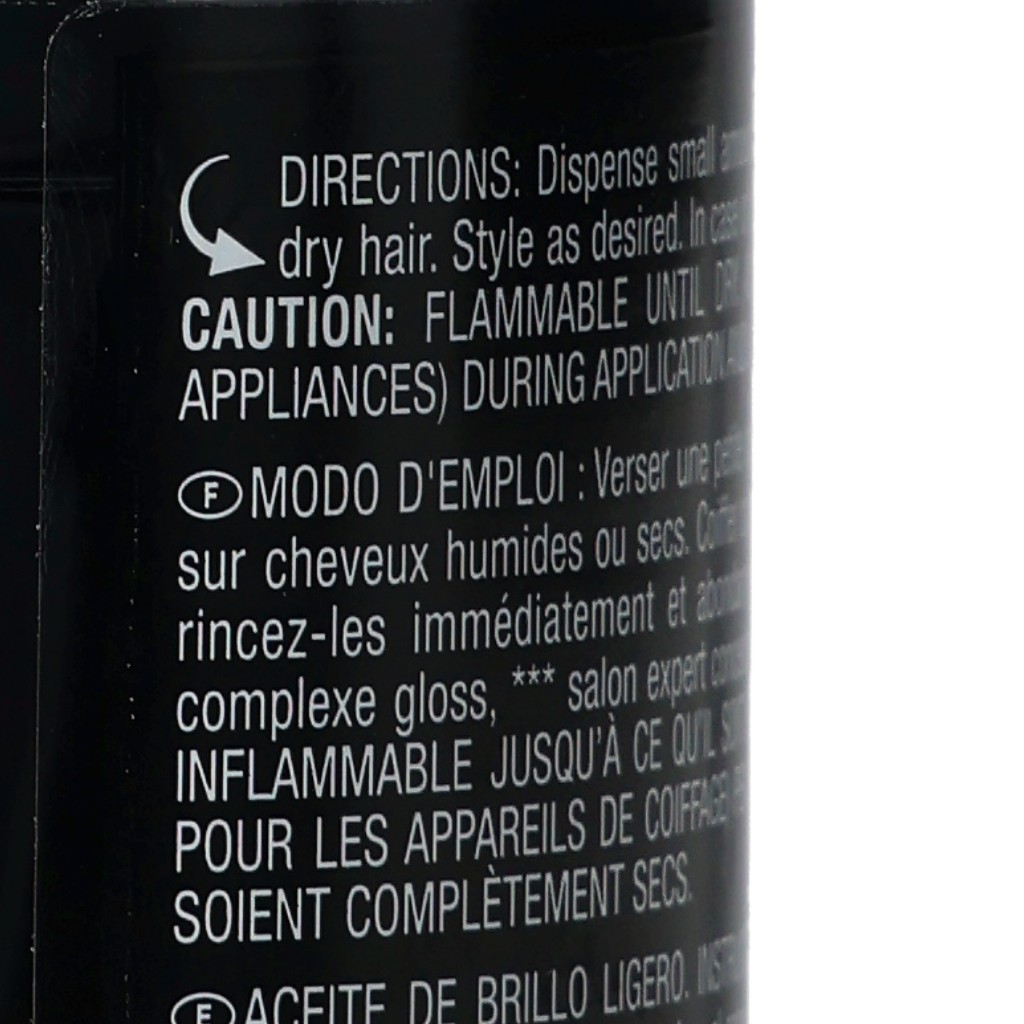 DIRECTIONS: Dispense small
dry hair. Style as desired. In case
CAUTION: FLAMMABLE UNTIL DRY
APPLIANCES) DURING APPLICATION
F MODO D'EMPLOI : Verser une
sur cheveux humides ou secs.
rincez-les immédiatement et
complexe gloss, *** salon expert
INFLAMMABLE JUSQU'À CE QU'IL
POUR LES APPAREILS DE COIFFAGE
SOIENT COMPLÈTEMENT SECS.
E ACEITE DE BRILLO LIGERO.